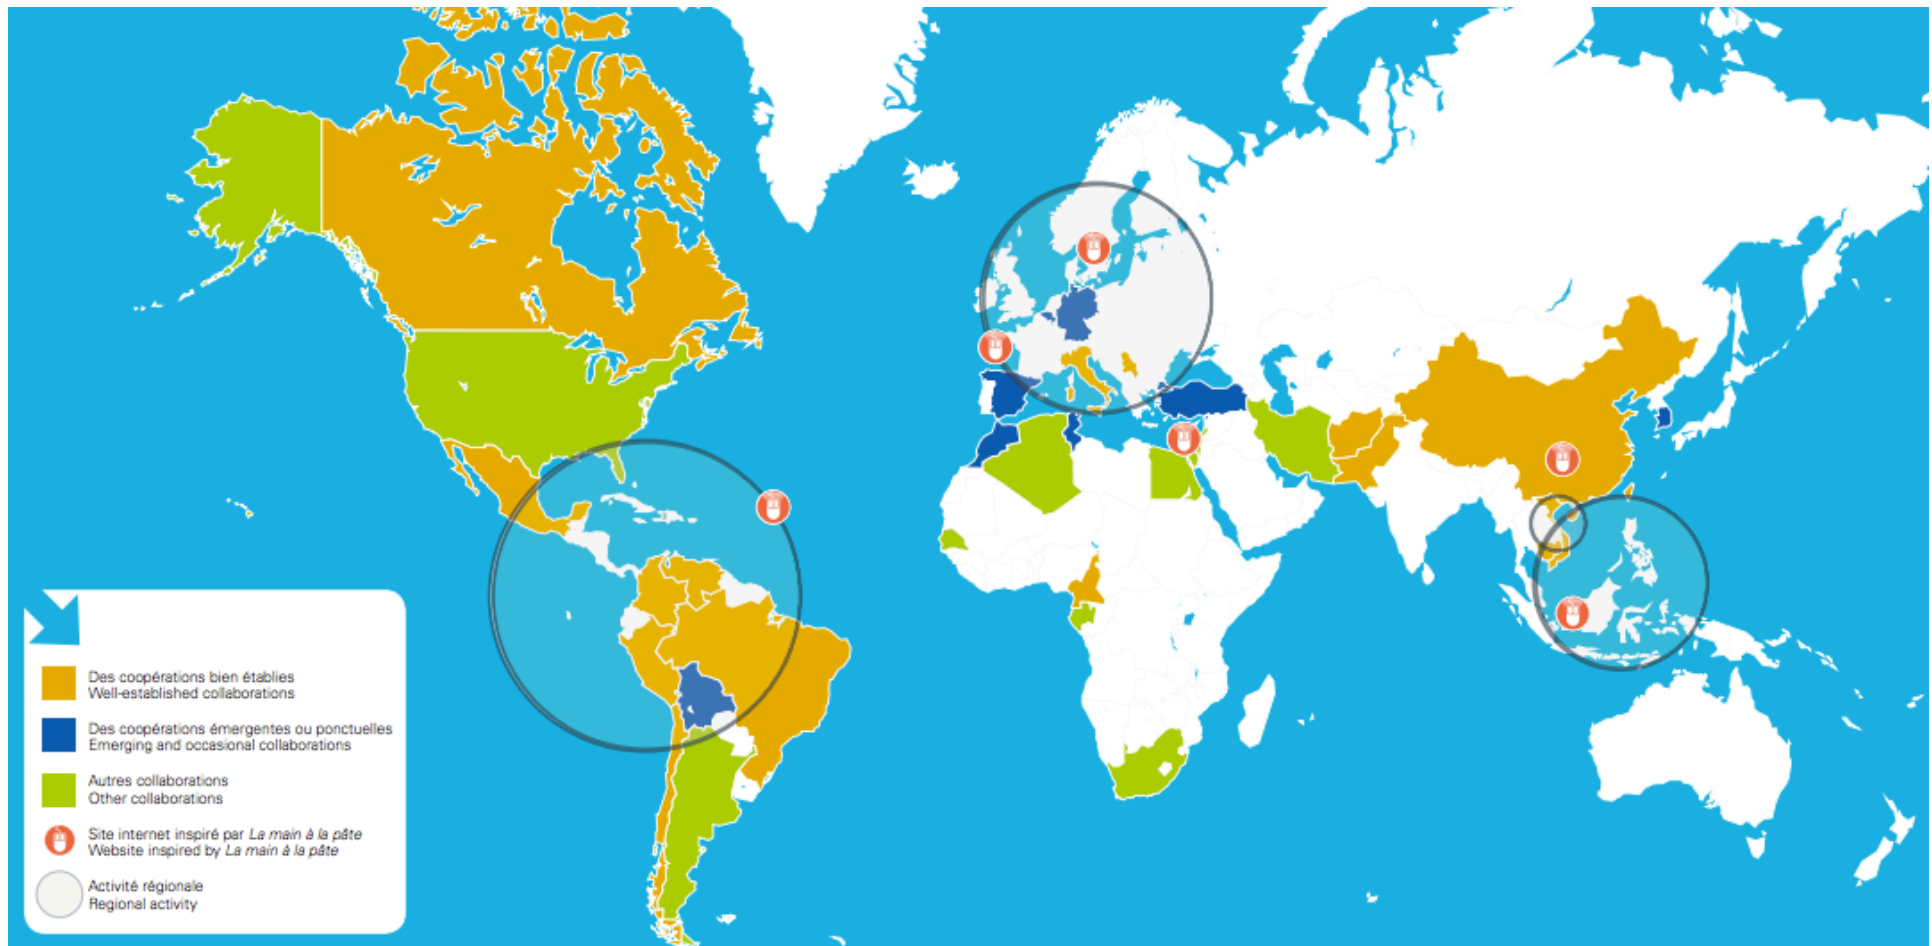 Des coopérations bien établies
Well-established collaborations
Des coopérations émergentes ou ponctuelles
Emerging and occasional collaborations
Autres collaborations
Other collaborations
Site internet inspiré par La main à la pâte
Website inspired by La main à la pâte
Activité régionale
Regional activity